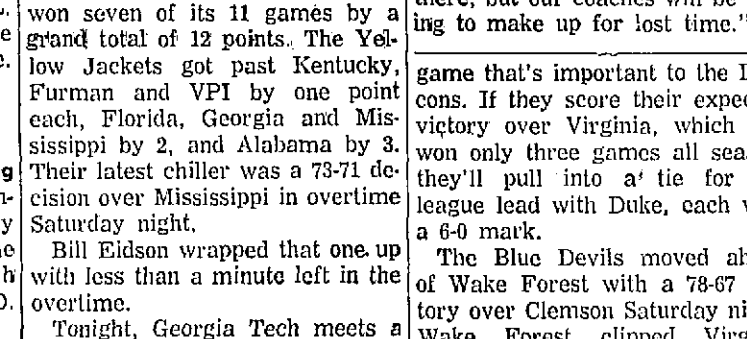 won seven of its 11 games by a
grand total of 12 points. The Yel-
low Jackets got past Kentucky,
Furman and VPI by one point
each, Florida, Georgia and Mis-
sissippi by 2, and Alabama by 3.
Their latest chiller was a 73-71 de-
cision over Mississippi in overtime
Saturday night.
Bill Eidson wrapped that one up
with less than a minute left in the
overtime.
Tonight, Georgia Tech meets a
there, but our coaches will be
ing to make up for lost time."
game that's important to the
cons. If they score their
victory over Virginia, which
won only three games all
they'll pull into a tie for
league lead with Duke, each
a 6-0 mark.
The Blue Devils moved
of Wake Forest with a 78-67
tory over Clemson Saturday
Wake Forest clipped